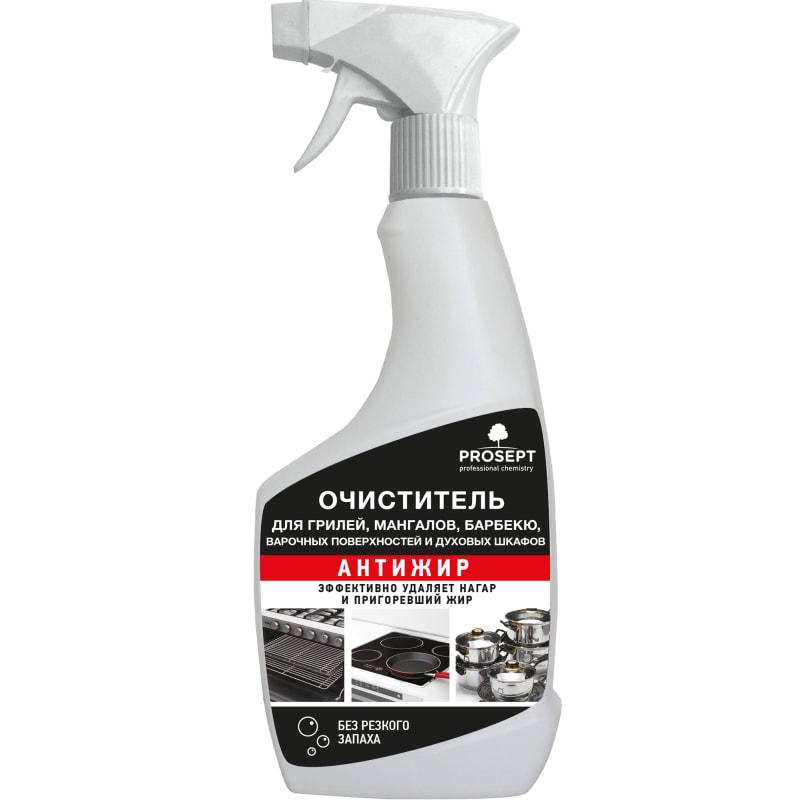 PROSEPT
professional chemistry
ОЧИСТИТЕЛЬ
ДЛЯ ГРИЛЕЙ, МАНГАЛОВ, БАРБЕКЮ,
ВАРОЧНЫХ ПОВЕРХНОСТЕЙ И ДУХОВЫХ ШКАФОВ
АНТИЖИР
ЭФФЕКТИВНО УДАЛЯЕТ НАГАР
И ПРИГОРЕВШИЙ ЖИР
БЕЗ РЕЗКОГО
ЗАПАХА